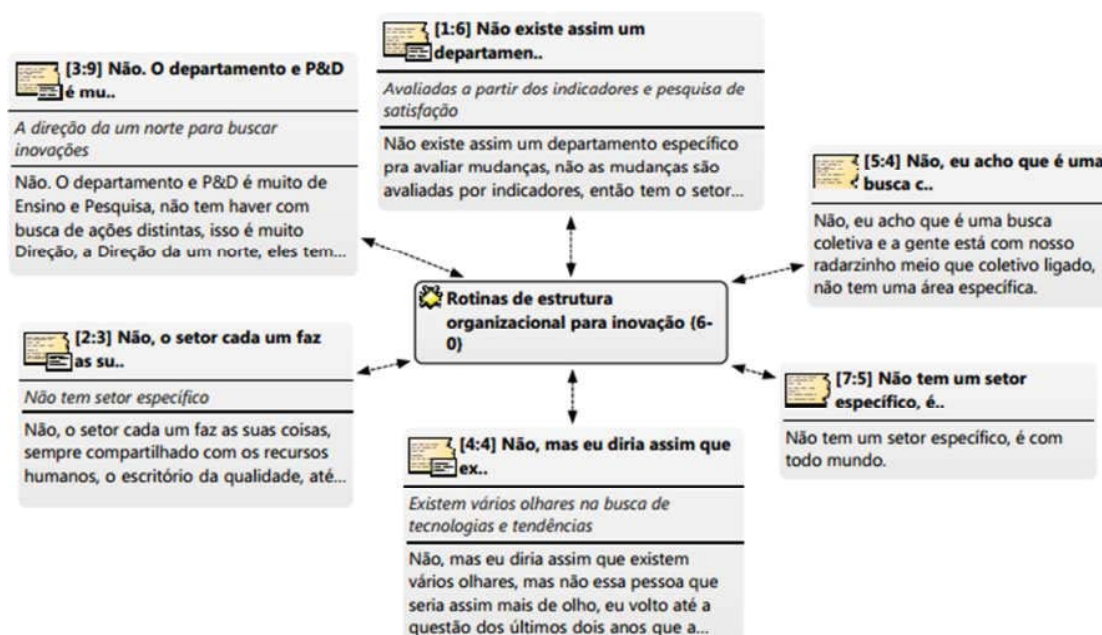 [1:6] Não existe assim um
departamen..
Avaliadas a partir dos indicadores e pesquisa de
satisfação
Não existe assim um departamento específico
pra avaliar mudanças, não as mudanças são
avaliadas por indicadores, então tem o setor...
[3:9] Não. O departamento e P&D
é mu..
A direção da um norte para buscar
inovações
Não. O departamento e P&D é muito de
Ensino e Pesquisa, não tem haver com
busca de ações distintas, isso é muito
Direção, a Direção da um norte, eles tem...
[5:4] Não, eu acho que é uma
busca c..
Não, eu acho que é uma busca
coletiva e a gente está com nosso
radarzinho meio que coletivo ligado,
não tem uma área específica.
Rotinas de estrutura
organizacional para inovação {6-
0}
[2:3] Não, o setor cada um faz
as su..
Não tem setor específico
Não, o setor cada um faz as suas coisas,
sempre compartilhado com os recursos
humanos, o escritório da qualidade, até...
[7:5] Não tem um setor
específico, é..
Não tem um setor específico, é com
todo mundo.
[4:4] Não, mas eu diria assim que
ex..
Existem vários olhares na busca de
tecnologias e tendências
Não, mas eu diria assim que existem
vários olhares, mas não essa pessoa que
seria assim mais de olho, eu volto até a
questão dos últimos dois anos que a...